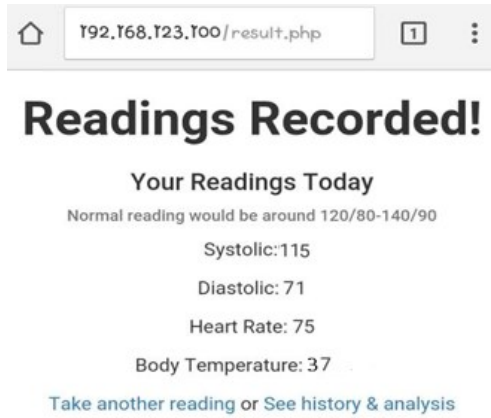 192.168.123.100/result.php 1
Readings Recorded!
Your Readings Today
Normal reading would be around 120/80-140/90
Systolic:115
Diastolic: 71
Heart Rate: 75
Body Temperature: 37
Take another reading or See history & analysis